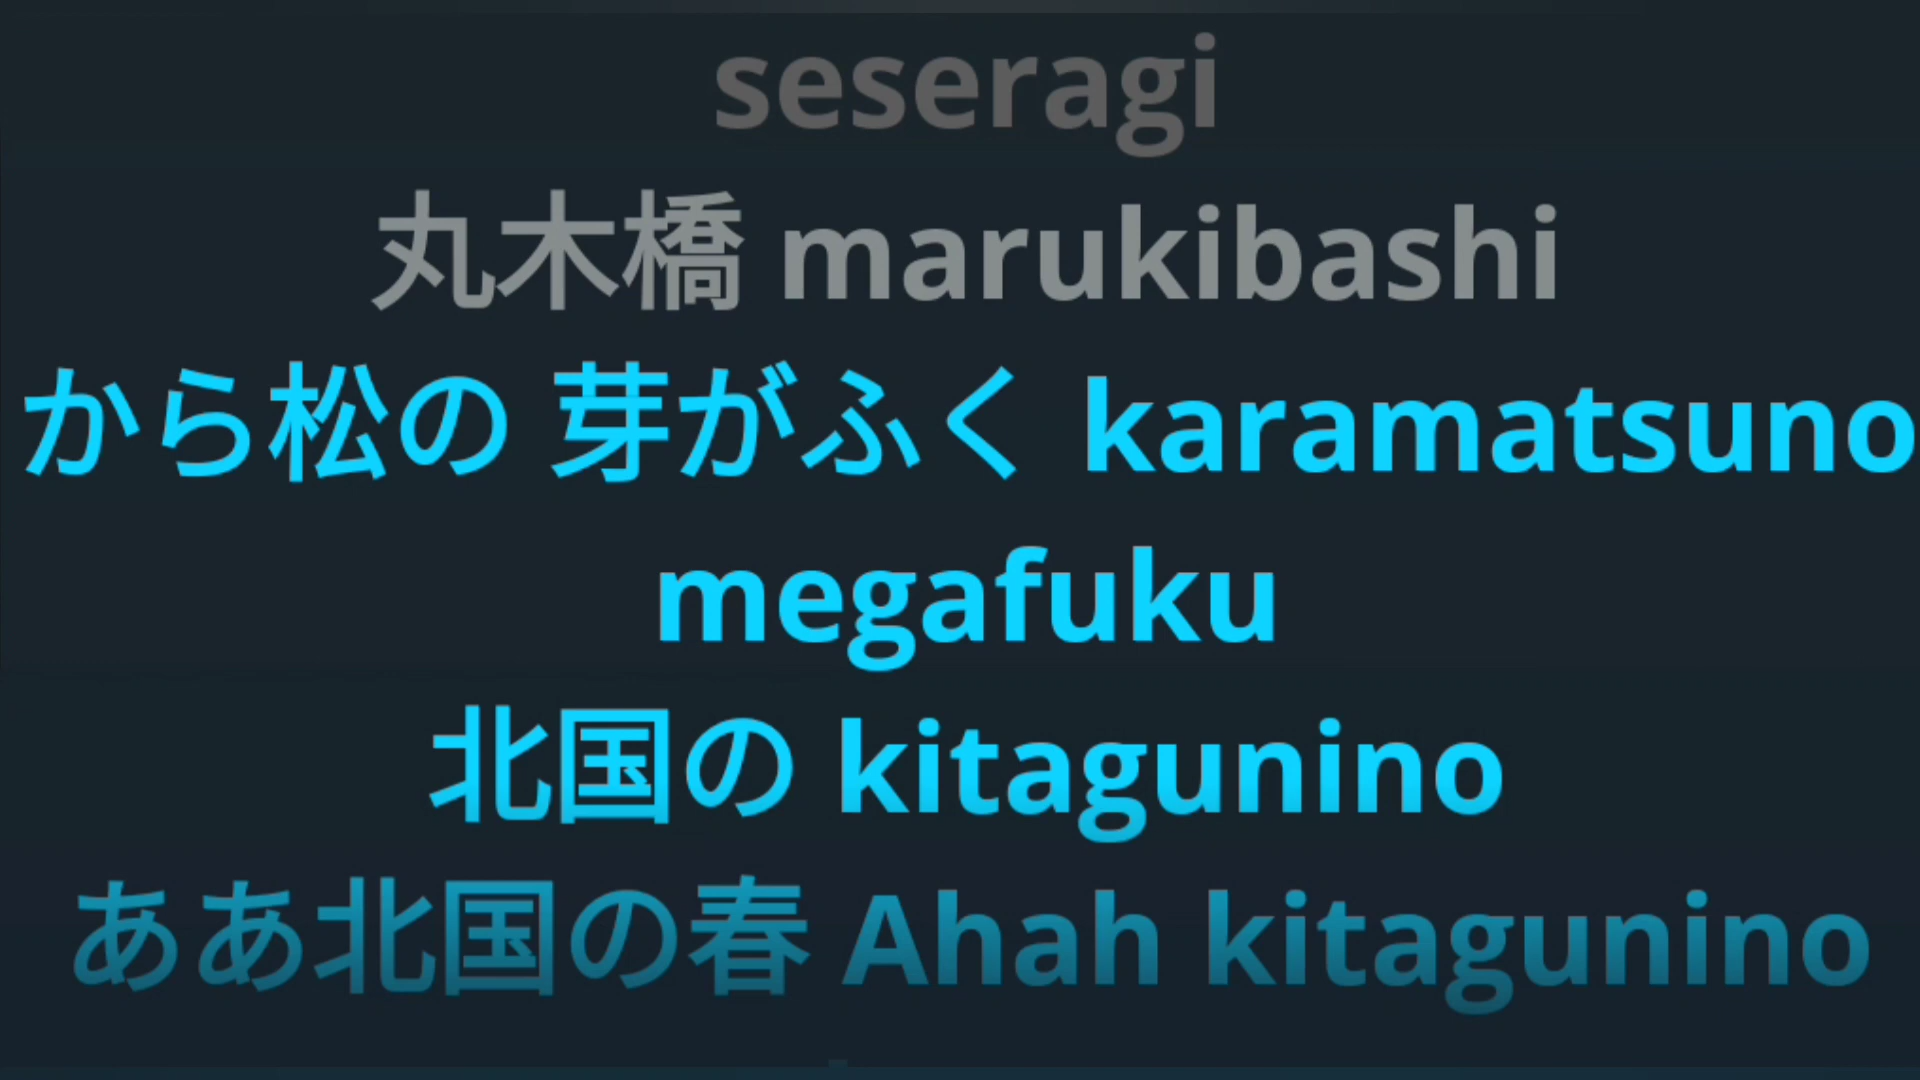 seseragi
丸木橋 marukibashi
から松の 芽がふく karamatsuno
megafuku
北国の kitagunino
ああ北国の春 Ahah kitagunino